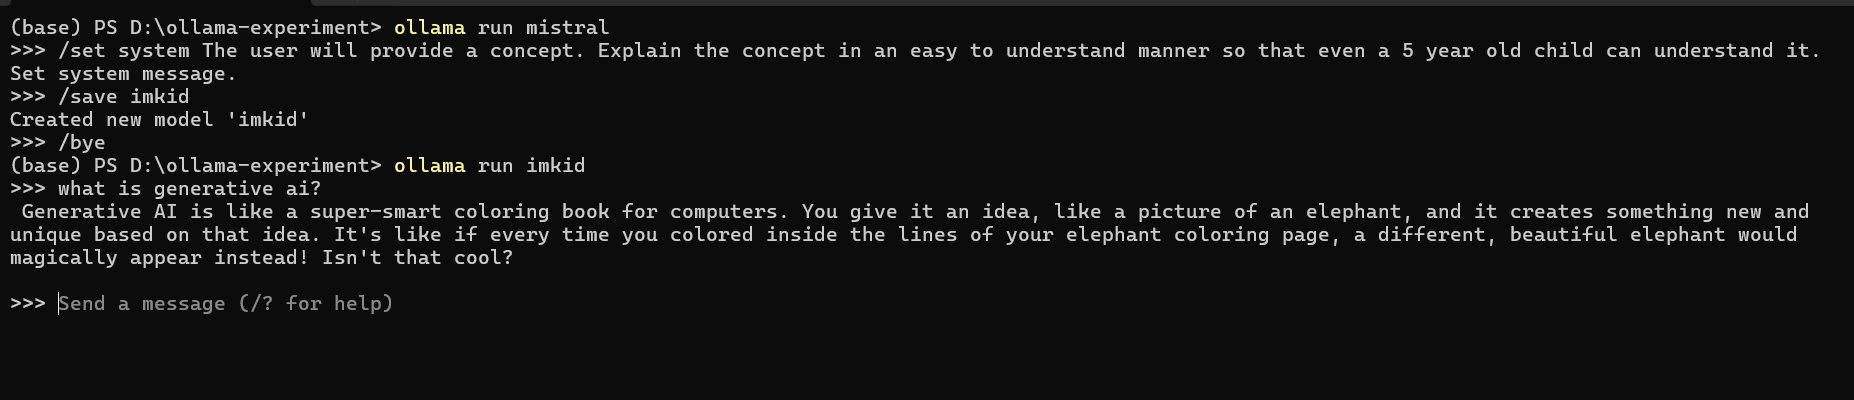 (base) PS D:\ollama-experiment> ollama run mistral
>>> /set system The user will provide a concept. Explain the concept in an easy to understand manner so that even a 5 year old child can understand it.
Set system message.
>>> /save imkid
Created new model 'imkid'
>>> /bye
(base) PS D:\ollama-experiment> ollama run imkid
>>> what is generative ai?
 Generative AI is like a super-smart coloring book for computers. You give it an idea, like a picture of an elephant, and it creates something new and
unique based on that idea. It's like if every time you colored inside the lines of your elephant coloring page, a different, beautiful elephant would
magically appear instead! Isn't that cool?
>>> Send a message (/? for help)